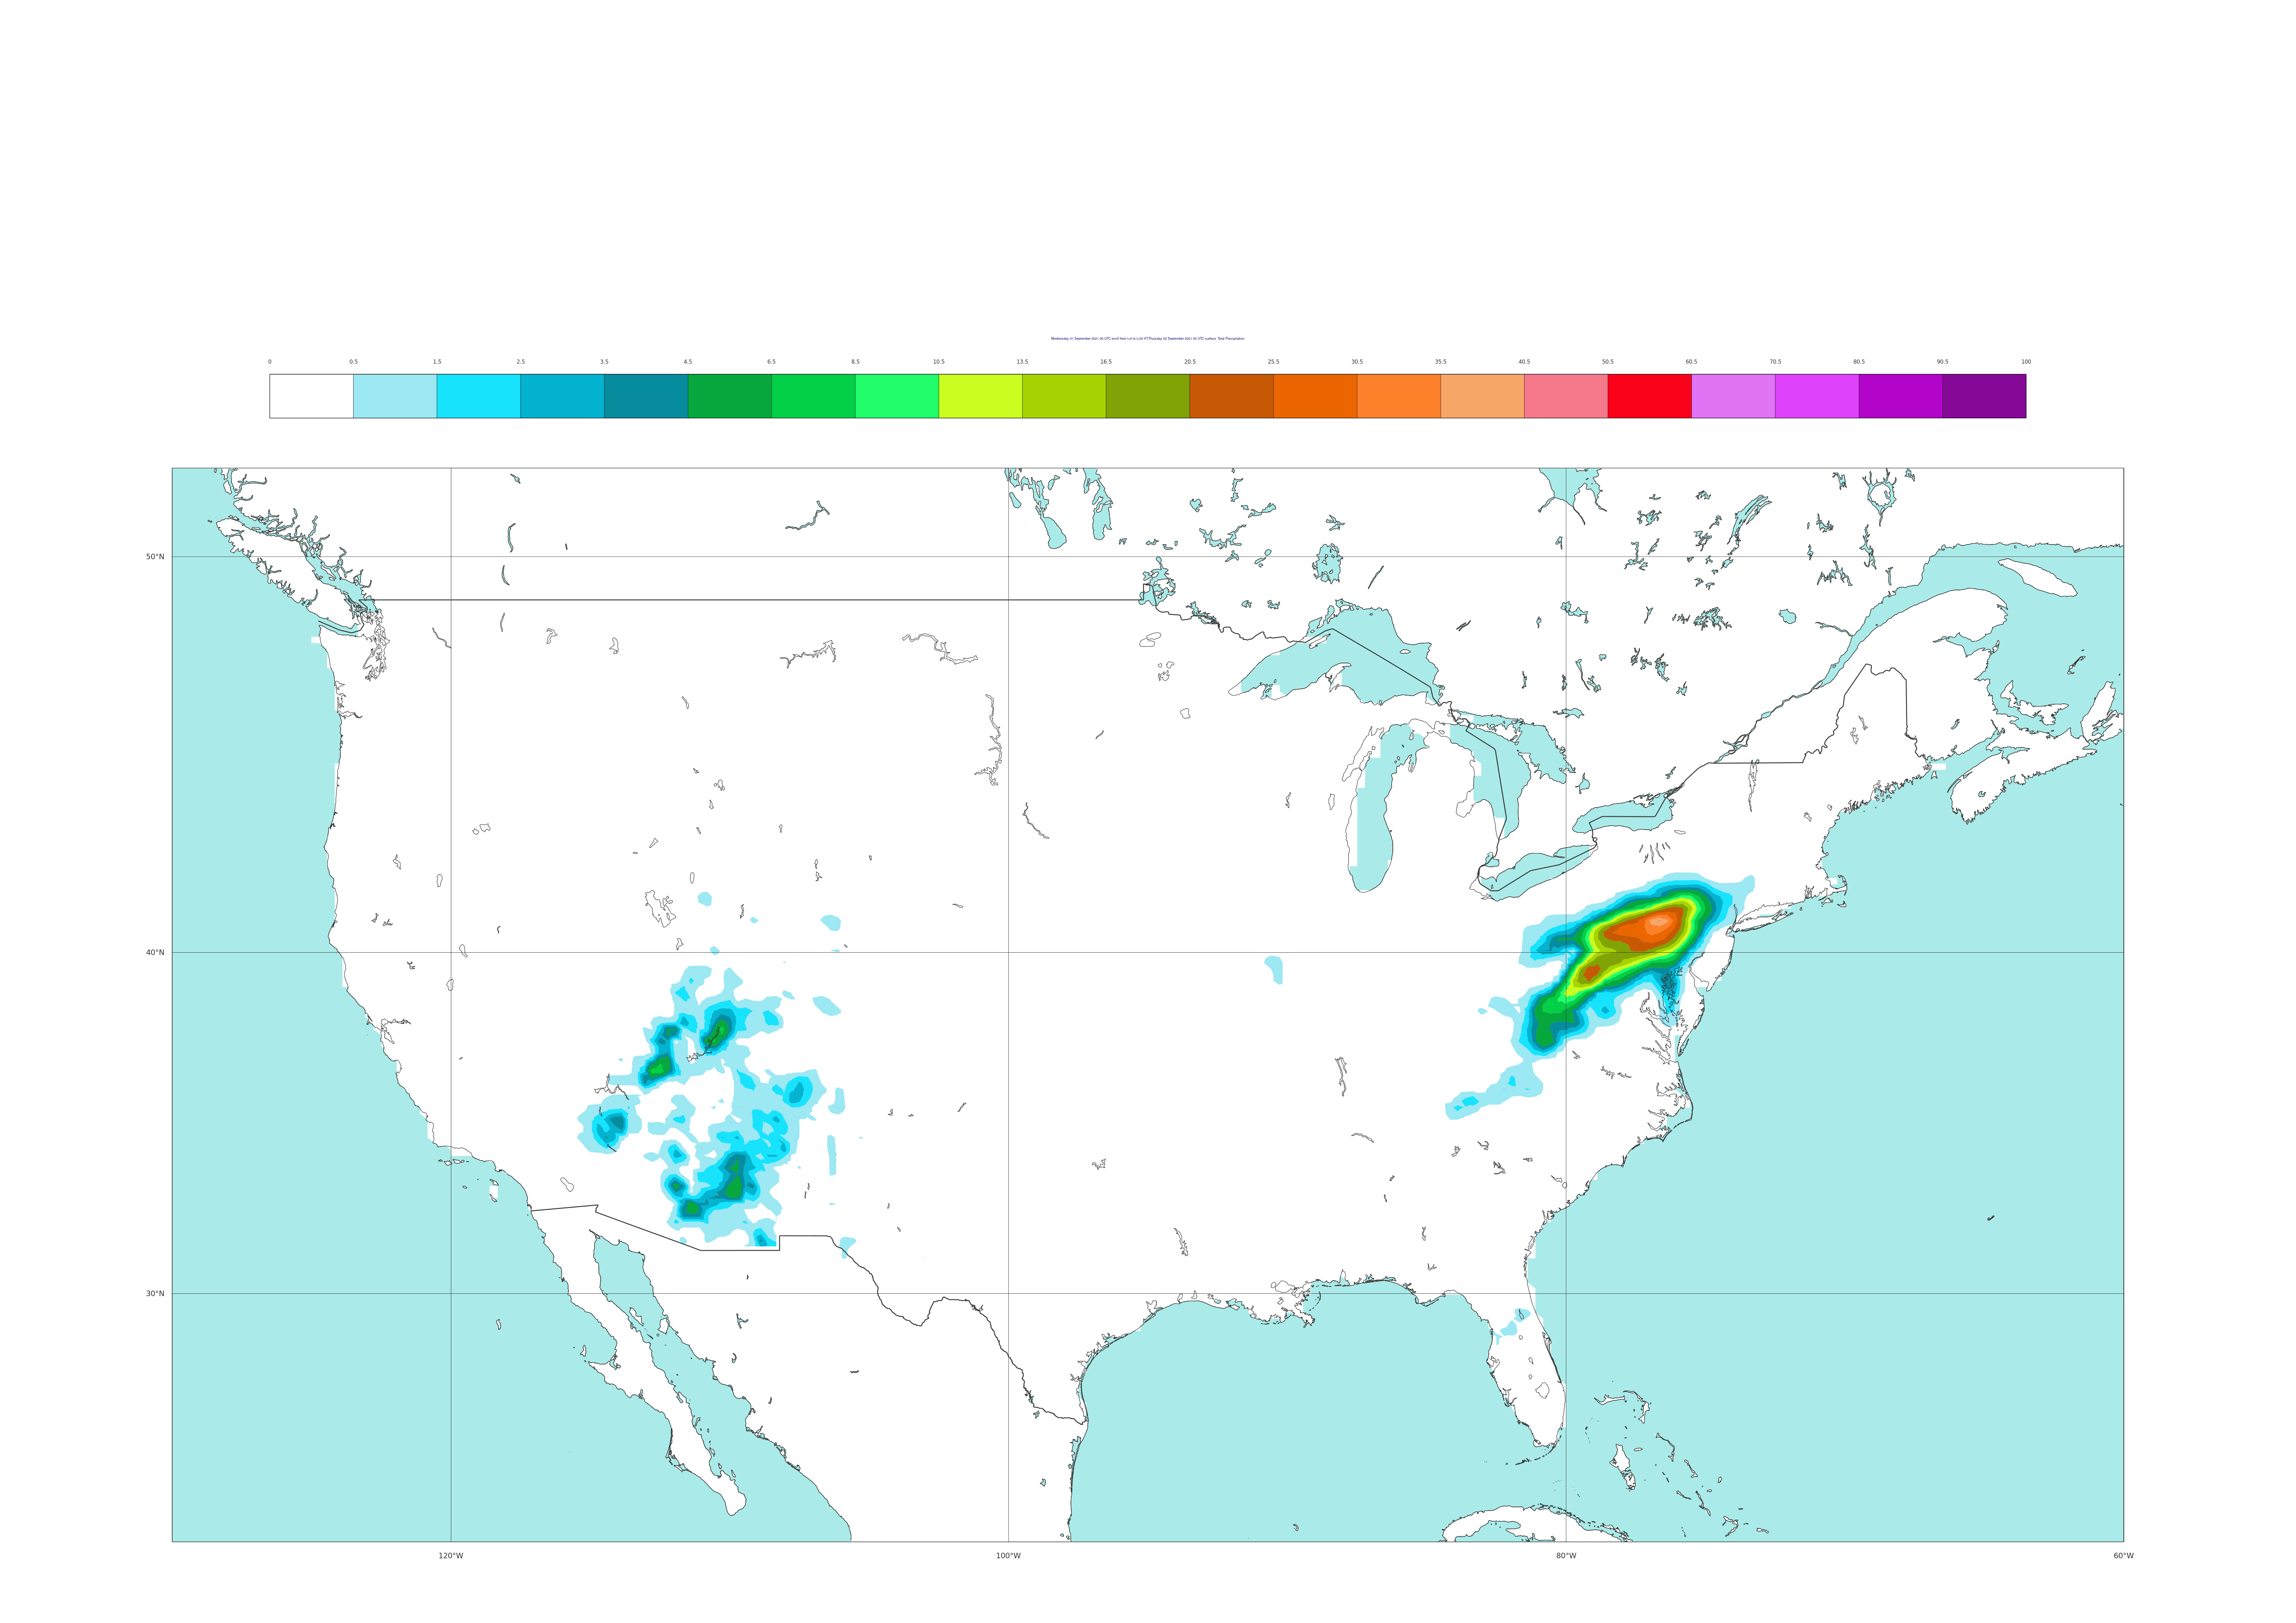 Wednesday 01 September 2021 00 UTC ecmf t+ VT:Thursday 02 September 2021 00 UTC surface Total Precipitation
0 0.5 1.5 2.5 3.5 4.5 6.5 8.5 10.5 13.5 16.5 20.5 25.5 30.5 35.5 40.5 50.5 60.5 70.5 80.5 90.5 100
50°N
40°N
30°N
120°W 100°W 80°W 60°W